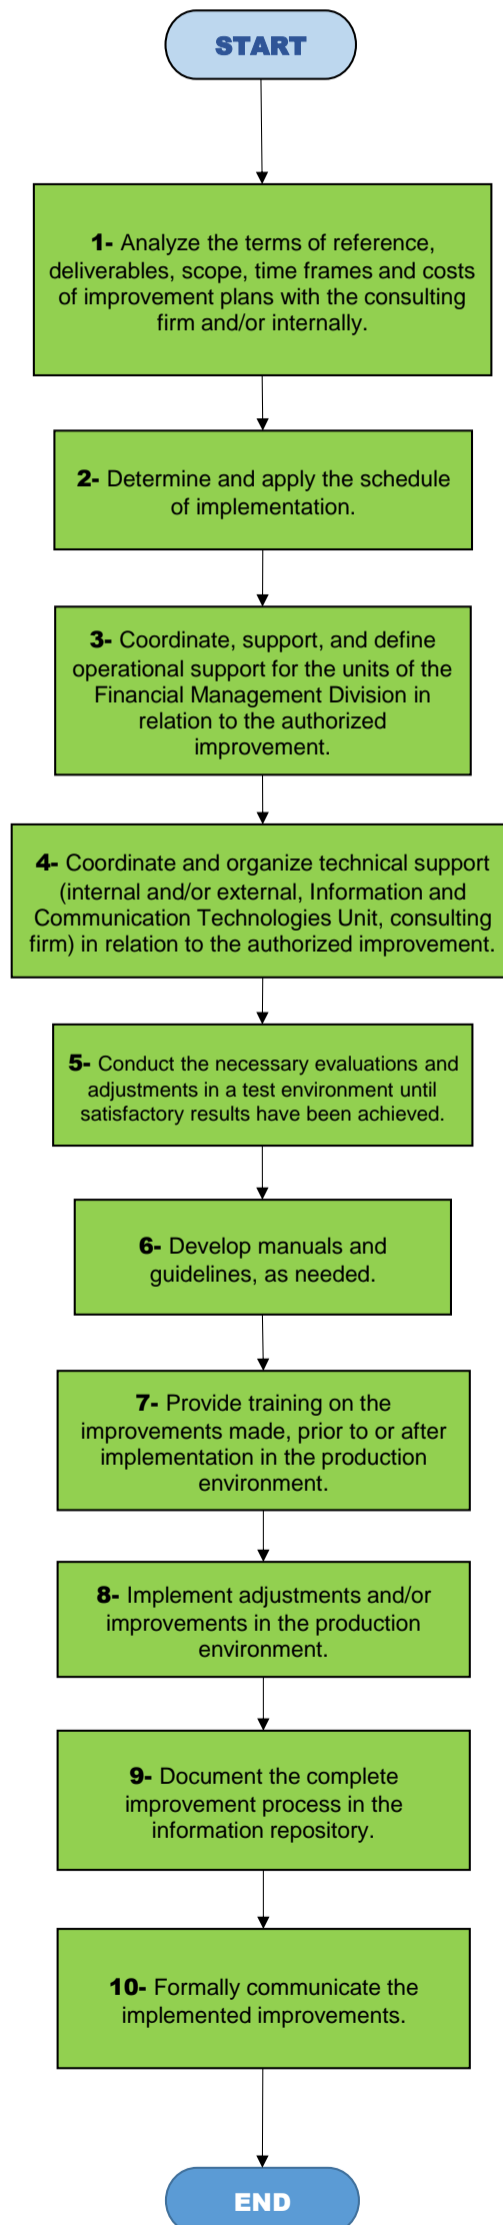 START
1- Analyze the terms of reference,
deliverables, scope, time frames and costs
of improvement plans with the consulting
firm and/or internally.
2- Determine and apply the schedule
of implementation.
3- Coordinate, support, and define
operational support for the units of the
Financial Management Division in
relation to the authorized
improvement.
4- Coordinate and organize technical support
(internal and/or external, Information and
Communication Technologies Unit, consulting
firm) in relation to the authorized improvement.
5- Conduct the necessary evaluations and
adjustments in a test environment until
satisfactory results have been achieved.
6- Develop manuals and
guidelines, as needed.
7- Provide training on the
improvements made, prior to or after
implementation in the production
environment.
8- Implement adjustments and/or
improvements in the production
environment.
9- Document the complete
improvement process in the
information repository.
10- Formally communicate the
implemented improvements.
END